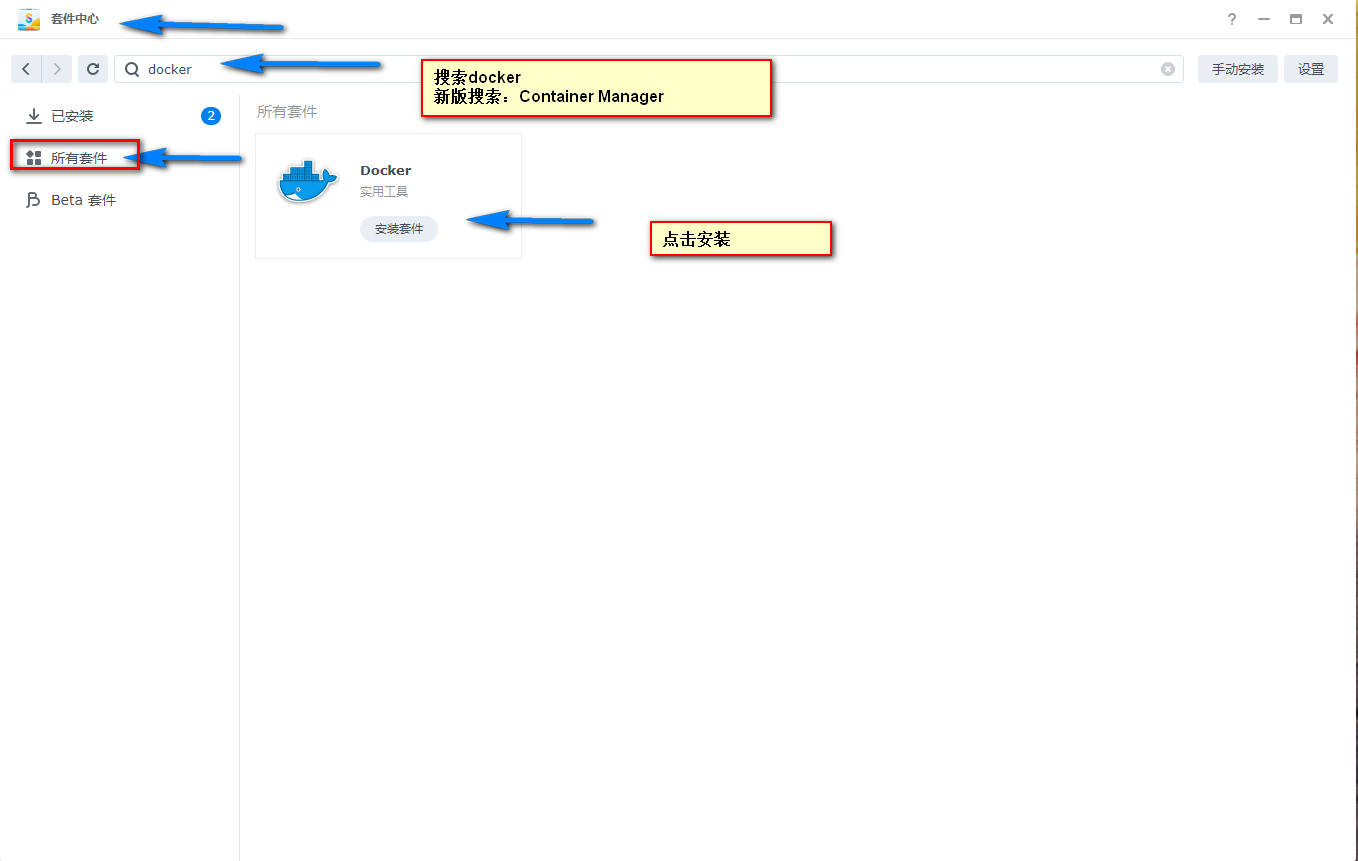 套件中心
docker
搜索docker
新版搜索：Container Manager
手动安装
设置
已安装
2
所有套件
Beta 套件
所有套件
Docker
实用工具
安装套件
点击安装